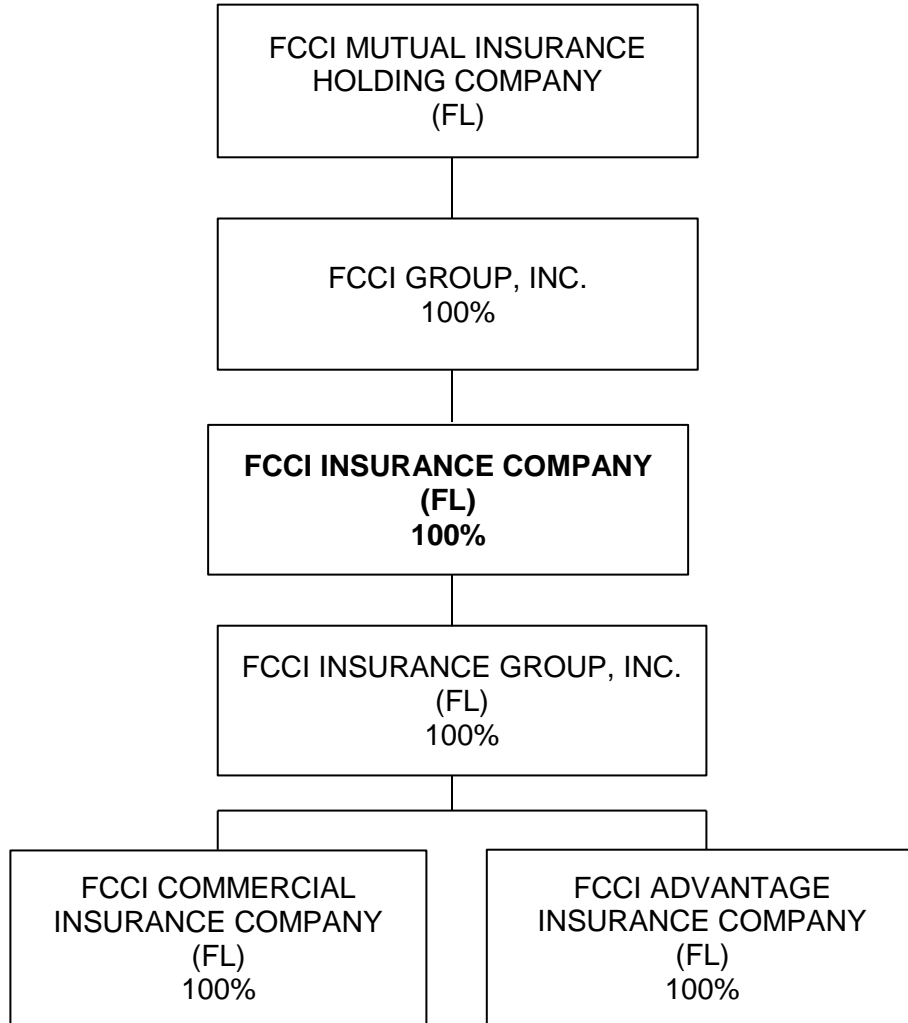 FCCI MUTUAL INSURANCE
HOLDING COMPANY
(FL)
FCCI GROUP, INC.
100%
FCCI INSURANCE COMPANY
(FL)
100%
FCCI INSURANCE GROUP, INC.
(FL)
100%
FCCI COMMERCIAL
INSURANCE COMPANY
(FL)
100%
FCCI ADVANTAGE
INSURANCE COMPANY
(FL)
100%